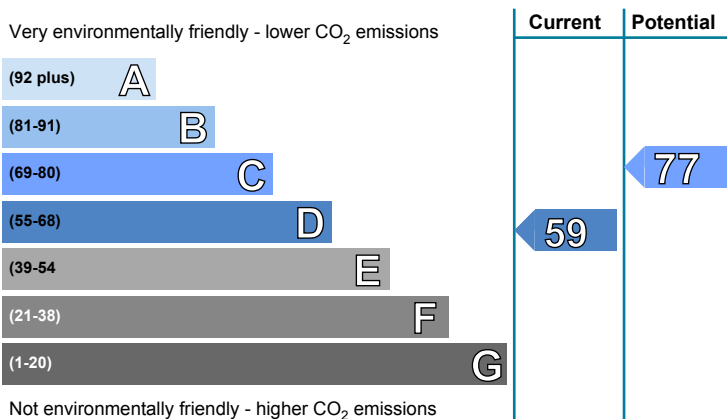 Current Potential
Very environmentally friendly - lower CO2 emissions
(92 plus) A
(81-91) B
(69-80) C
77
(55-68) D
59
(39-54 E
(21-38) F
(1-20) G
Not environmentally friendly - higher CO2 emissions